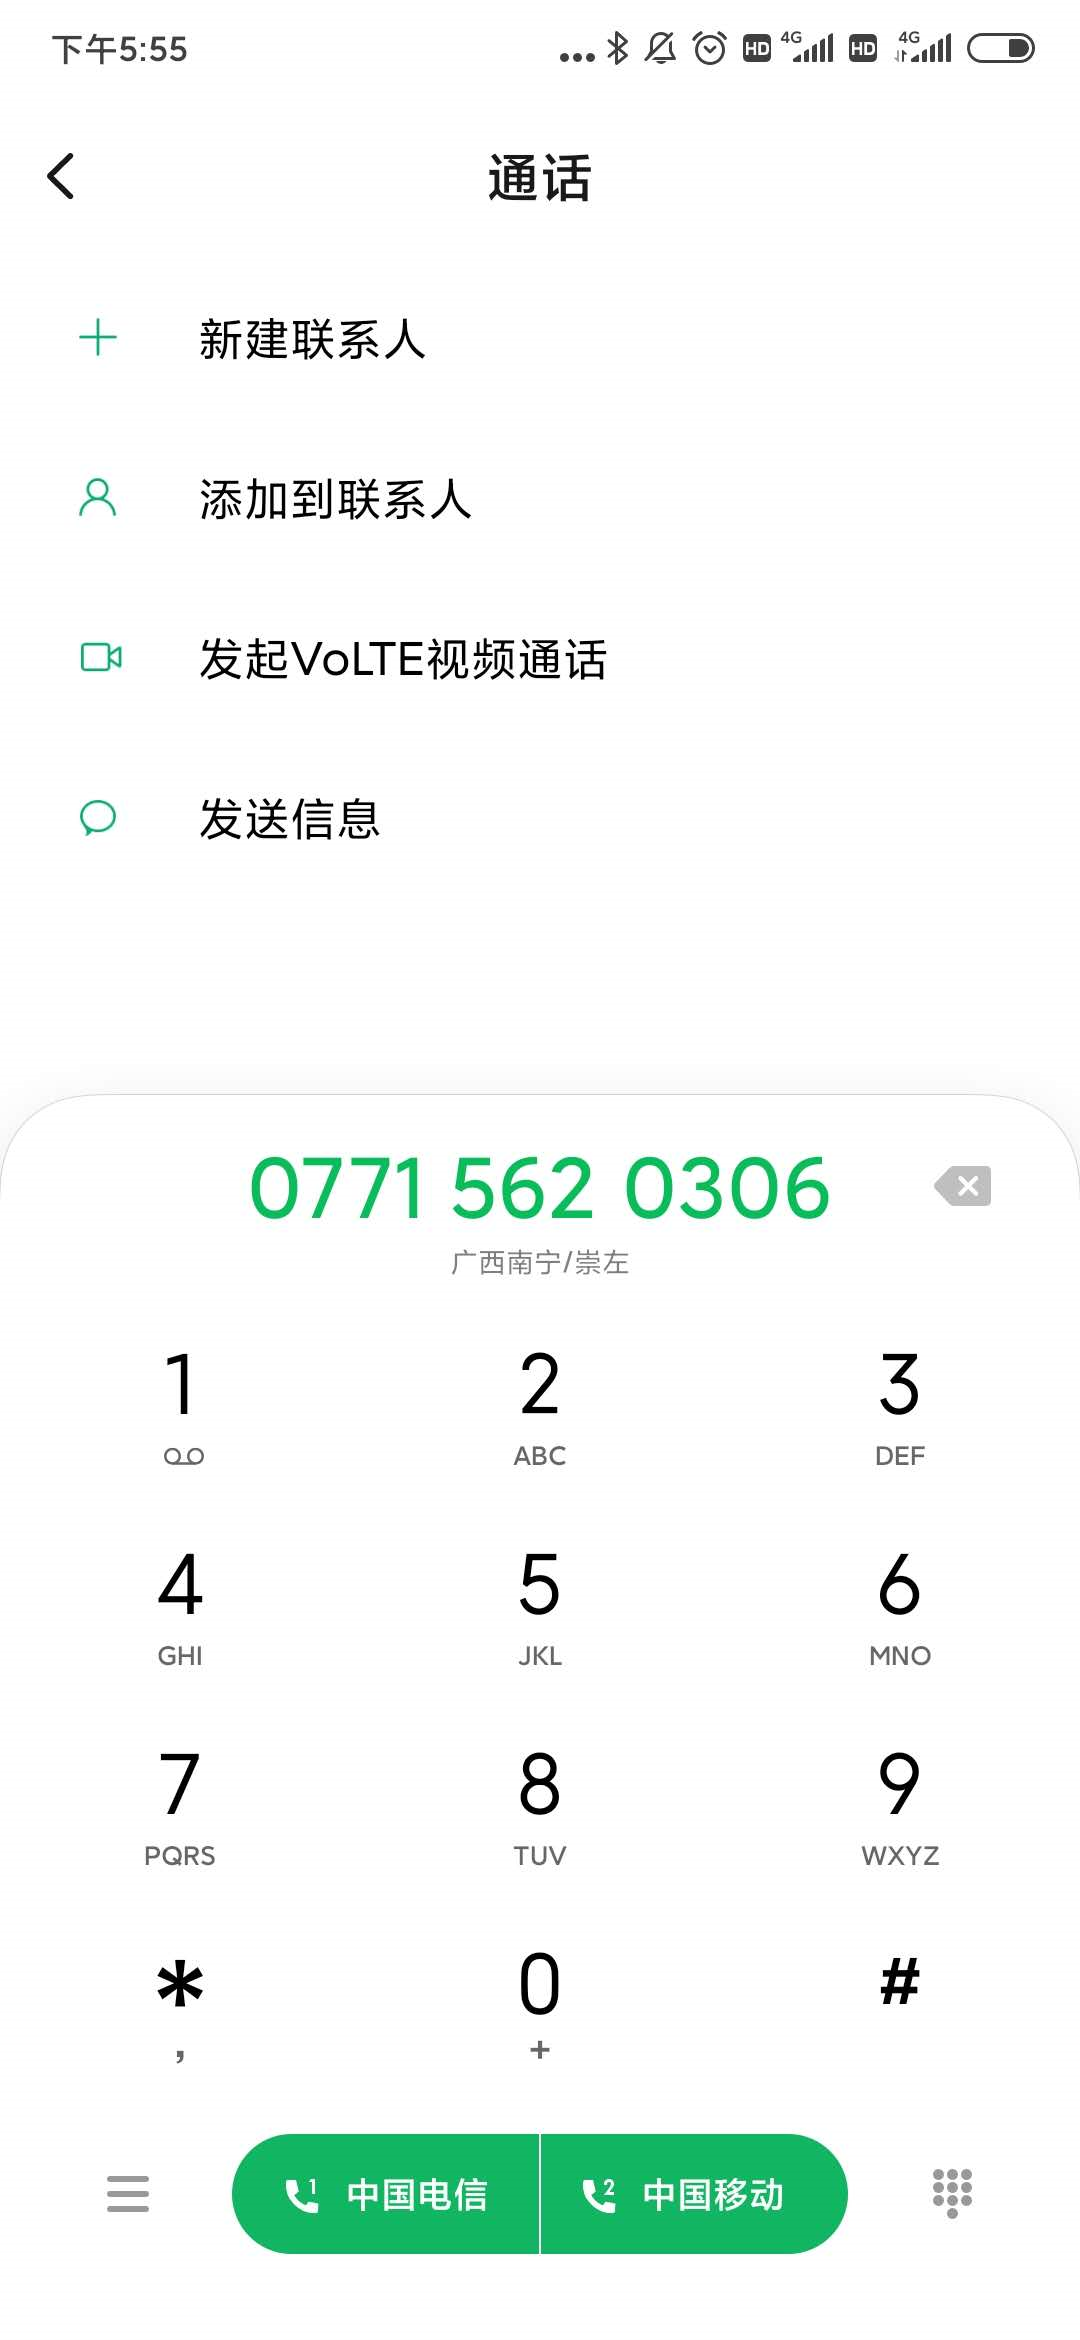 下午5:55
HD 4G HD 4G
通话
新建联系人
添加到联系人
发起VoLTE视频通话
发送信息
0771 562 0306
广西南宁/崇左
1 2 3
ABC DEF
4 5 6
GHI JKL MNO
7 8 9
PQRS TUV WXYZ
* 0 #
, +
1 中国电信 2 中国移动